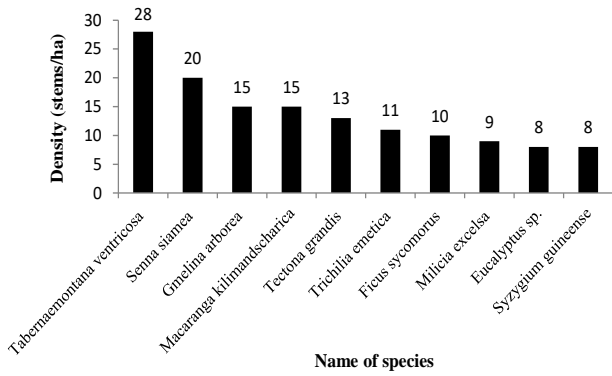 Density (stems/ha)
30
25
20
15
10
5
0
28
20
15
15
13
11
10
9
8
8
Tabernaemontana ventricosa
Senna siamea
Gmelina arborea
Macaranga kilimandscharica
Tectona grandis
Trichilia emetica
Ficus sycomorus
Milicia excelsa
Eucalyptus sp.
Syzygium guineense
Name of species